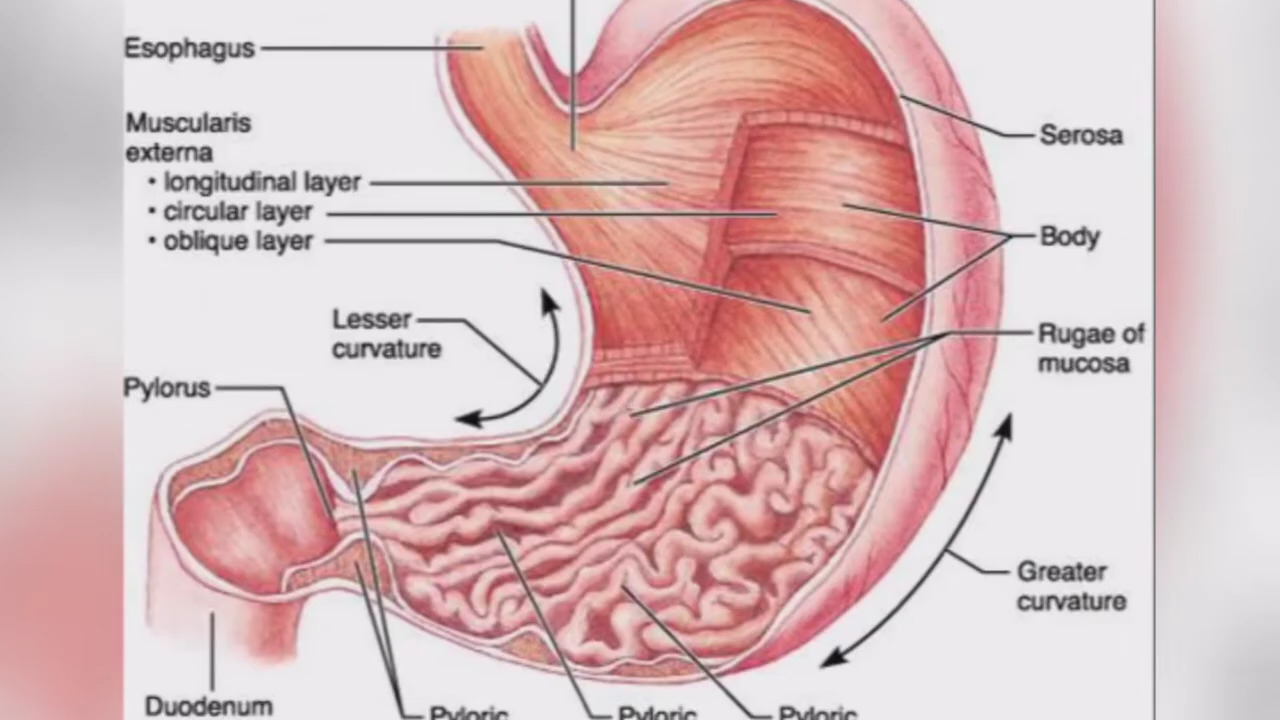 Esophagus
Muscularis
externa
• longitudinal layer
• circular layer
• oblique layer
Serosa
Body
Lesser
curvature
Rugae of
mucosa
Pylorus
Greater
curvature
Duodenum
Pyloric
Pyloric
Pyloric